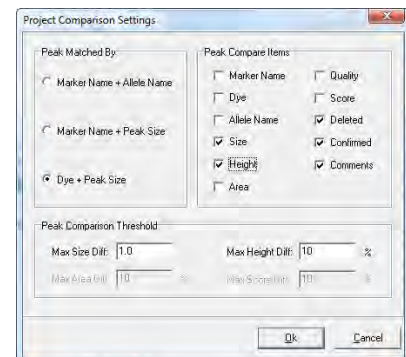 Project Comparison Settings
Peak Matched By
Marker Name + Allele Name
Marker Name + Peak Size
Dye + Peak Size
Peak Compare Items
Marker Name
Quality
Dye
Score
Allele Name
Deleted
Size
Confirmed
Height
Comments
Area
Peak Comparison Threshold
Max Size Diff: 1.0
Max Height Diff: 10 %
Max Area Diff: 10 %
Max Score Diff: 10 %
Ok
Cancel